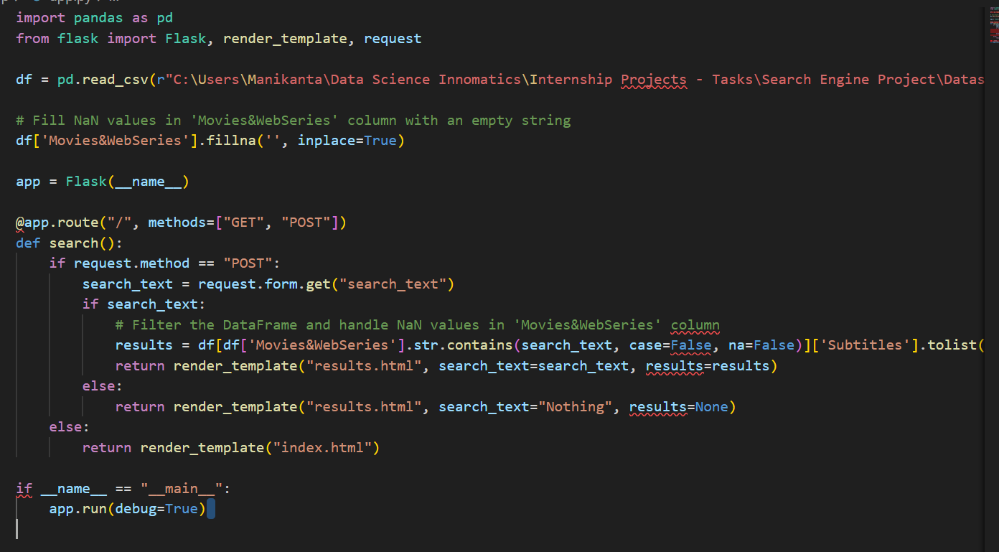 import pandas as pd
from flask import Flask, render_template, request
df = pd.read_csv(r"C:\Users\Manikanta\Data Science Innomatics\Internship Projects - Tasks\Search Engine Project\Datas
# Fill NaN values in 'Movies&WebSeries' column with an empty string
df['Movies&WebSeries'].fillna('', inplace=True)
app = Flask(__name__)
@app.route("/", methods=["GET", "POST"])
def search():
    if request.method == "POST":
        search_text = request.form.get("search_text")
        if search_text:
            # Filter the DataFrame and handle NaN values in 'Movies&WebSeries' column
            results = df[df['Movies&WebSeries'].str.contains(search_text, case=False, na=False)]['Subtitles'].tolist(
            return render_template("results.html", search_text=search_text, results=results)
        else:
            return render_template("results.html", search_text="Nothing", results=None)
    else:
        return render_template("index.html")
if __name__ == "__main__":
    app.run(debug=True)